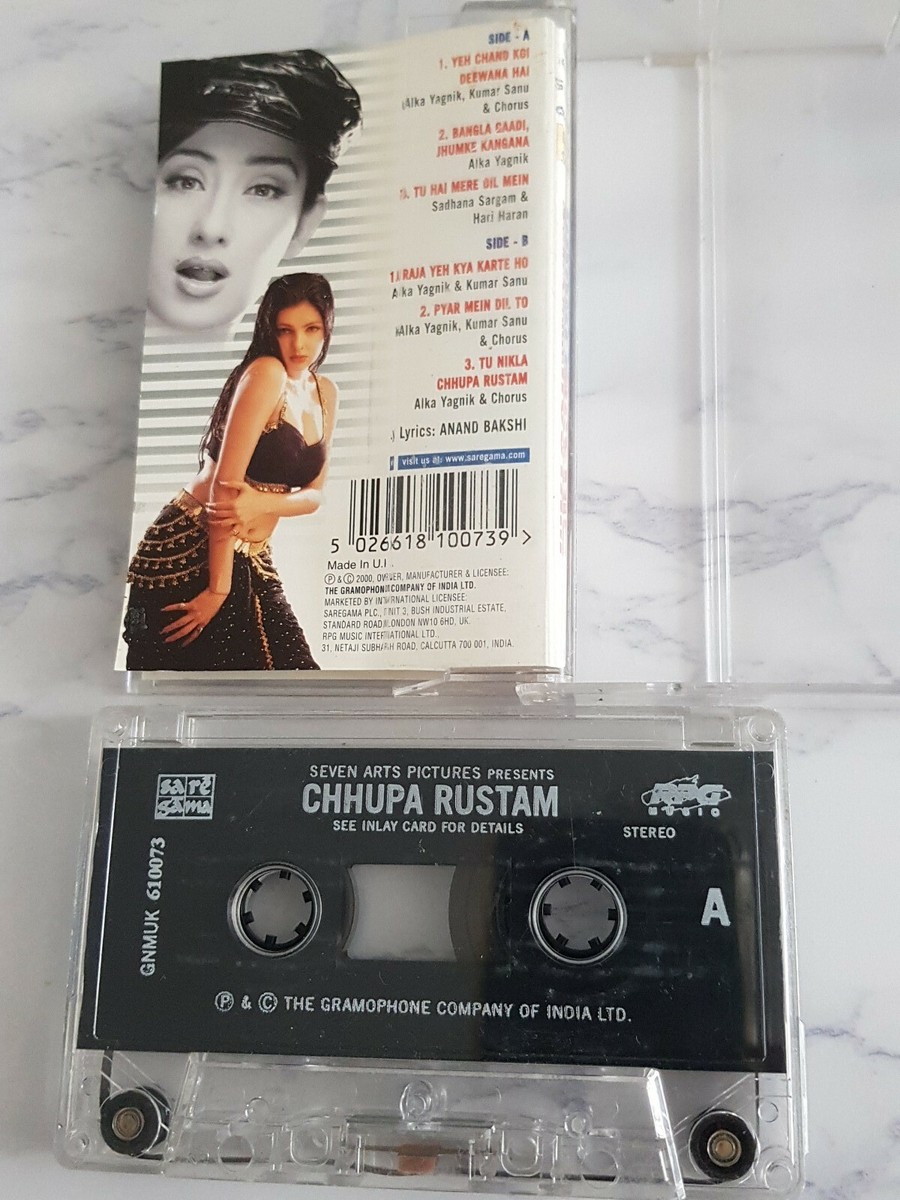 SIDE - A
1. YEH CHAND KOI
DEEWANA HAI
Alka Yagnik, Kumar Sanu
& Chorus
2. BANGLA GAADI,
JHUMKE KANGANA
Alka Yagnik
3. TU HAI MERE DIL MEIN
Sadhana Sargam &
Hari Haran
SIDE - B
1. RAJA YEH KYA KARTE HO
Alka Yagnik & Kumar Sanu
2. PYAR MEIN DIL TO
Alka Yagnik, Kumar Sanu
& Chorus
3. TU NIKLA
CHHUPA RUSTAM
Alka Yagnik & Chorus
Lyrics: ANAND BAKSHI
visit us at: www.saregama.com
5 026618 100739 >
Made In U.
℗ & © 2000, OWNER, MANUFACTURER & LICENSEE:
THE GRAMOPHONE COMPANY OF INDIA LTD.
MARKETED BY INTERNATIONAL LICENSEE:
SAREGAMA PLC., UNIT 3, BUSH INDUSTRIAL ESTATE,
STANDARD ROAD, LONDON NW10 6HD, UK.
RPG MUSIC INTERNATIONAL LTD.,
31, NETAJI SUBHASH ROAD, CALCUTTA 700 001, INDIA.
SEVEN ARTS PICTURES PRESENTS
CHHUPA RUSTAM
SEE INLAY CARD FOR DETAILS
sa rē
gama
RPG
MUSIC
STEREO
GNMUK 610073
A
℗ & © THE GRAMOPHONE COMPANY OF INDIA LTD.